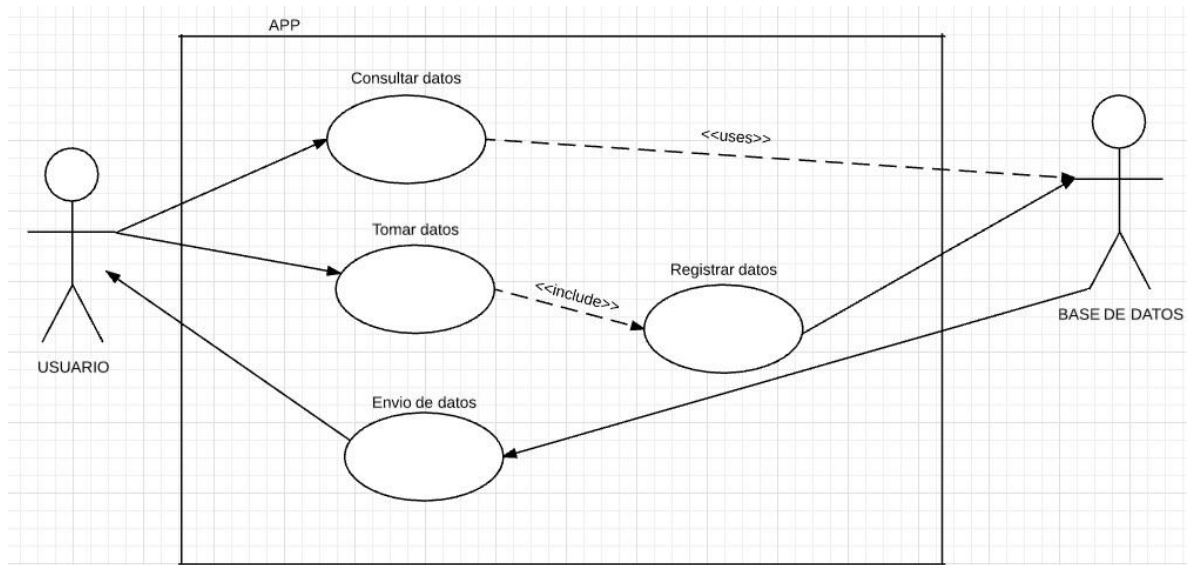 APP
Consultar datos
<<uses>>
Tomar datos
<<include>>
Registrar datos
BASE DE DATOS
USUARIO
Envio de datos